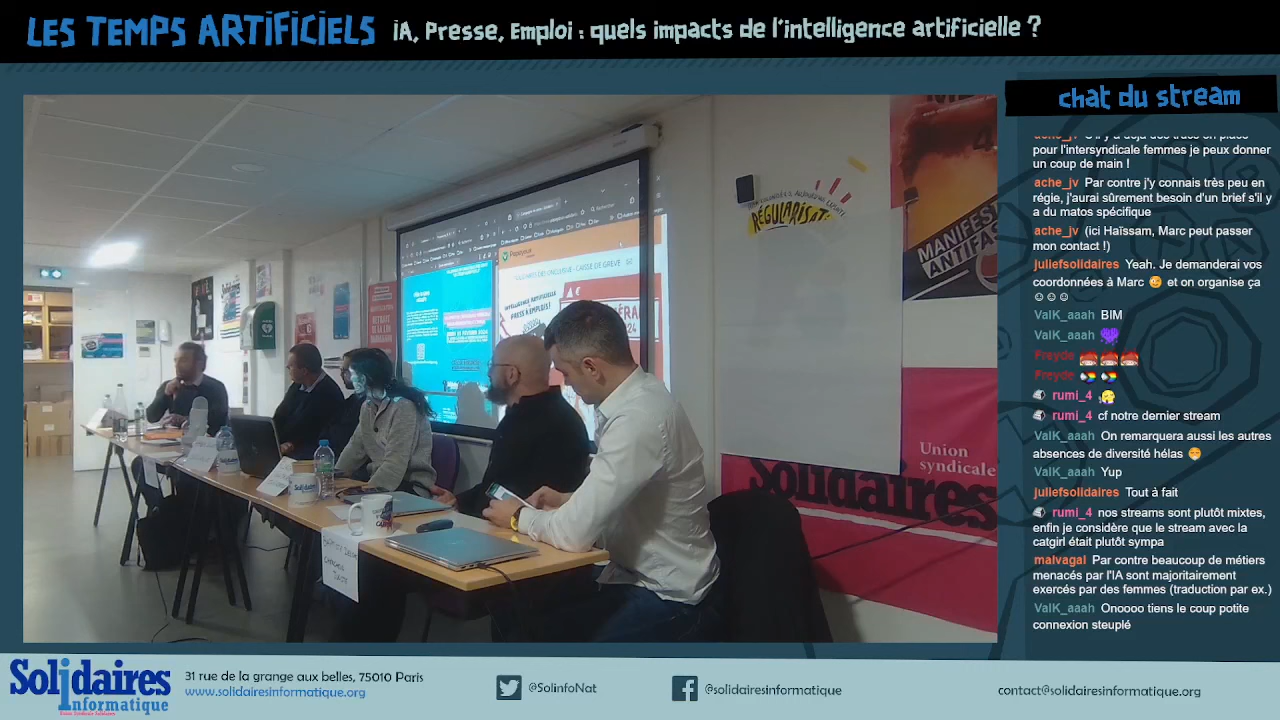 LES TEMPS ARTIFICIELS
IA, Presse, Emploi : quels impacts de l'intelligence artificielle ?
chat du stream
pour l'intersyndicale femmes je peux donner
un coup de main !
ache_jv Par contre j'y connais très peu en
régie, j'aurai sûrement besoin d'un brief s'il y
a du matos spécifique
ache_jv (ici Haïssam, Marc peut passer
mon contact !)
juliefsolidaires Yeah. Je demanderai vos
coordonnées à Marc et on organise ça
ValK_aaah BIM
ValK_aaah
Freyde
Freyde
rumi_4
rumi_4 cf notre dernier stream
ValK_aaah On remarquera aussi les autres
absences de diversité hélas
ValK_aaah Yup
juliefsolidaires Tout à fait
rumi_4 nos streams sont plutôt mixtes,
enfin je considère que le stream avec la
catgirl était plutôt sympa
malvagal Par contre beaucoup de métiers
menacés par l'IA sont majoritairement
exercés par des femmes (traduction par ex.)
ValK_aaah Onoooo tiens le coup potite
connexion steuplé
RÉGULARISAT
MANIFEST
ANTIFAS
Union
syndicale
Solidaires
INTELLIGENCE ARTIFICIELLE
Solidaires
Informatique
31 rue de la grange aux belles, 75010 Paris
www.solidairesinformatique.org
@SolinfoNat
@solidairesinformatique
contact@solidairesinformatique.org